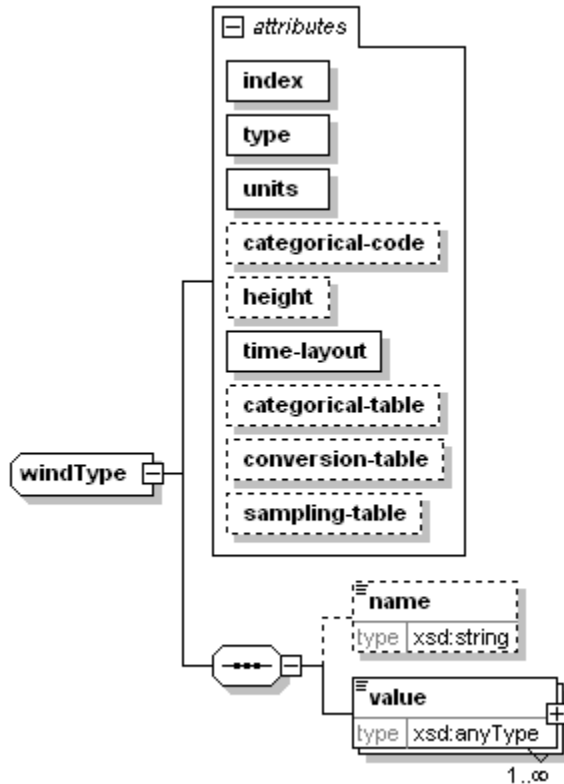 attributes
index
type
units
categorical-code
height
time-layout
categorical-table
conversion-table
sampling-table
windType
name
type xsd:string
value
type xsd:anyType
1..∞